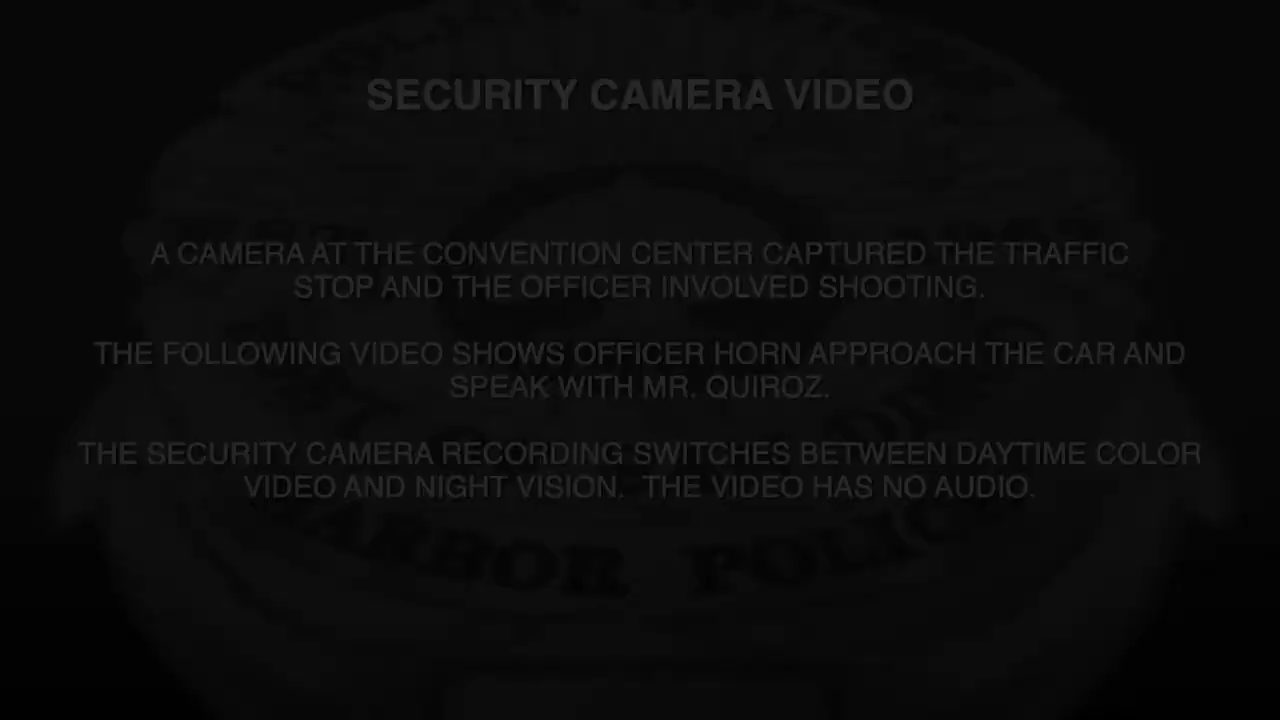 SECURITY CAMERA VIDEO
A CAMERA AT THE CONVENTION CENTER CAPTURED THE TRAFFIC
STOP AND THE OFFICER INVOLVED SHOOTING.
THE FOLLOWING VIDEO SHOWS OFFICER HORN APPROACH THE CAR AND
SPEAK WITH MR. QUIROZ.
THE SECURITY CAMERA RECORDING SWITCHES BETWEEN DAYTIME COLOR
VIDEO AND NIGHT VISION.  THE VIDEO HAS NO AUDIO.
HARBOR POLICE